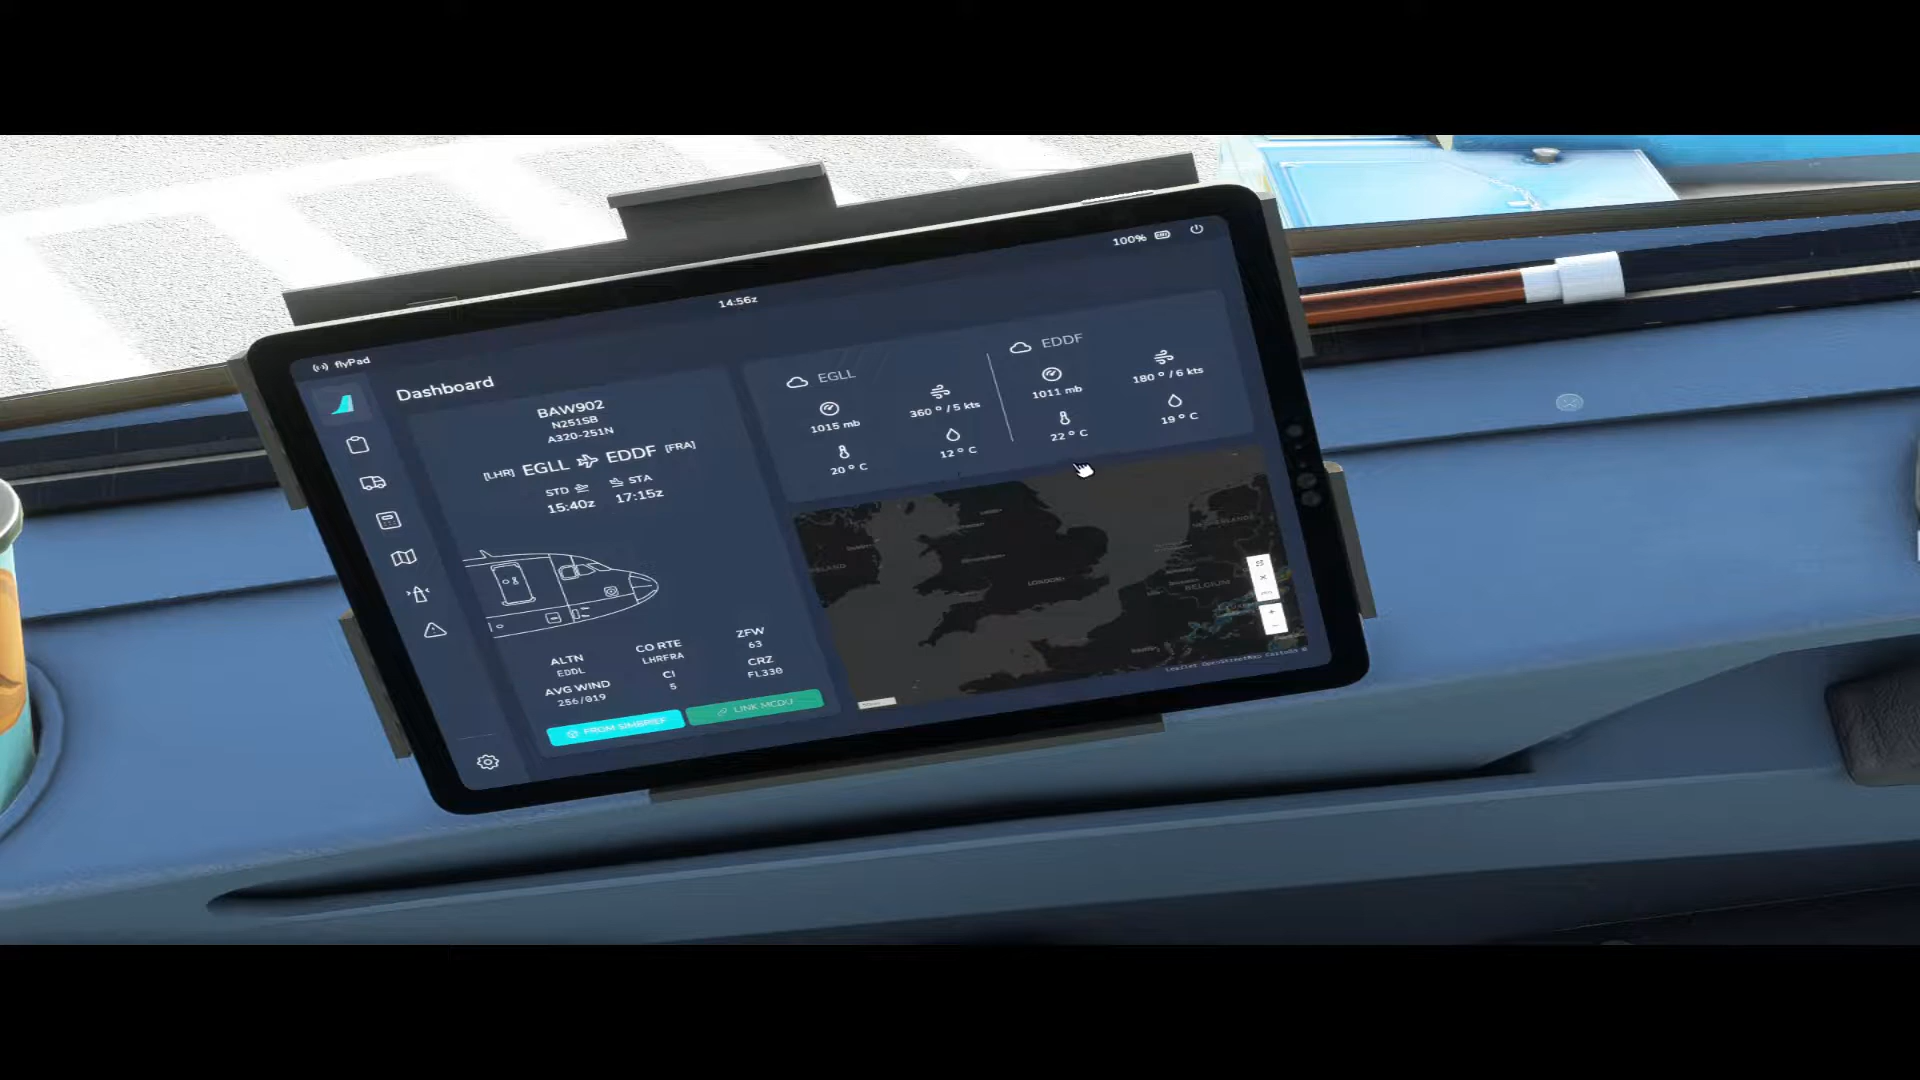 flyPad
14:56z
100%
Dashboard
BAW902
N251SB
A320-251N
[LHR] EGLL EDDF [FRA]
STD STA
15:40z 17:15z
ALTN
EDDL
CO RTE
LHRFRA
ZFW
63
AVG WIND
256/019
CI
5
CRZ
FL330
FROM SIMBRIEF
LINK MCDU
EGLL
1015 mb
360 ° / 5 kts
20 ° C
12 ° C
EDDF
1011 mb
180 ° / 6 kts
22 ° C
19 ° C
NETHERLANDS
LONDON
BELGIUM